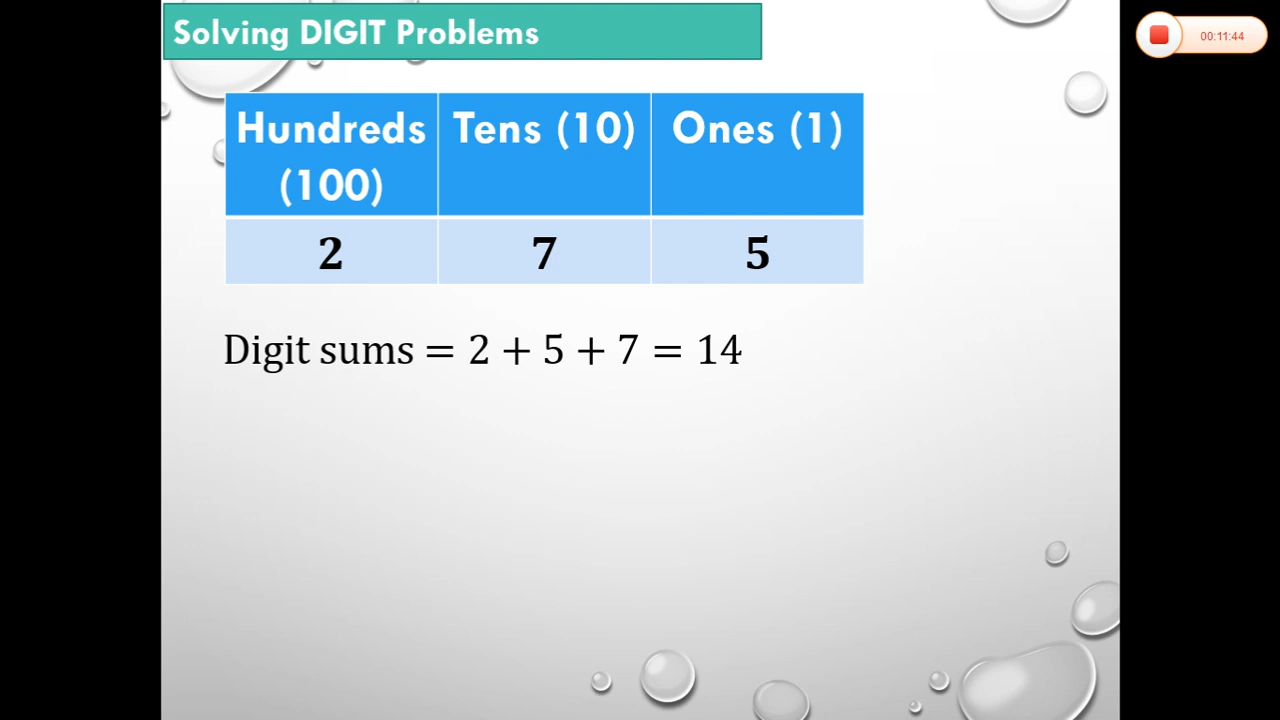 Solving DIGIT Problems
00:11:44
Hundreds (100) Tens (10) Ones (1)
2 7 5
Digit sums = 2 + 5 + 7 = 14